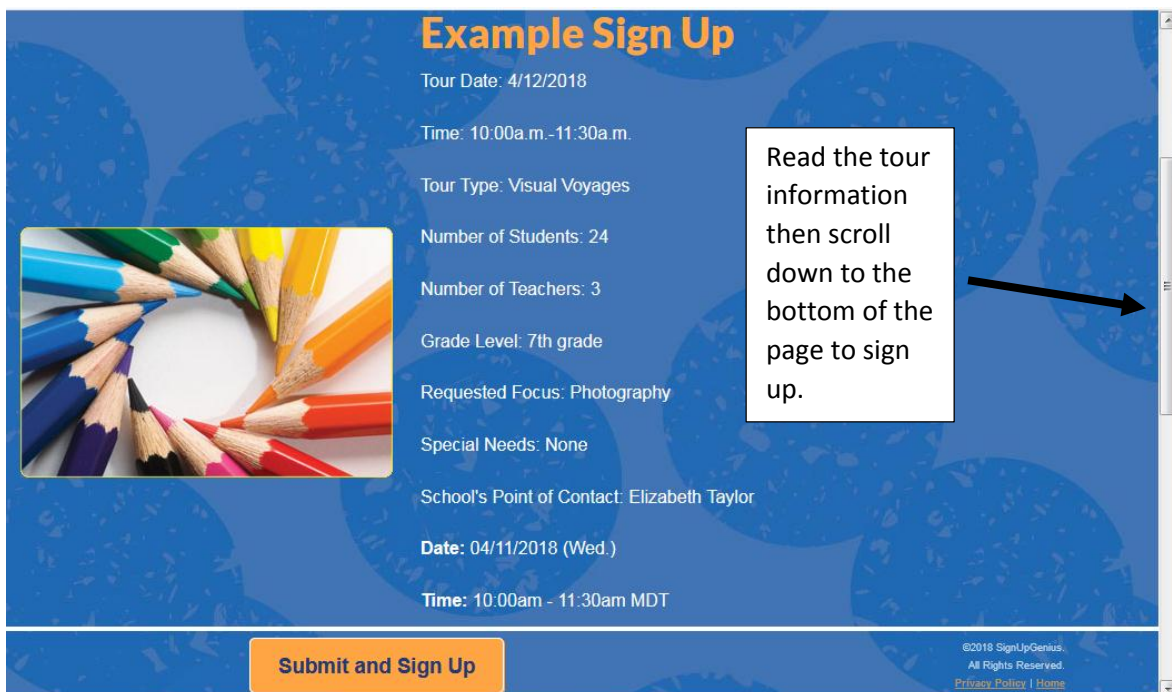 Example Sign Up
Tour Date: 4/12/2018
Time: 10:00a.m.-11:30a.m.
Tour Type: Visual Voyages
Number of Students: 24
Number of Teachers: 3
Grade Level: 7th grade
Requested Focus: Photography
Special Needs: None
School's Point of Contact: Elizabeth Taylor
Date: 04/11/2018 (Wed.)
Time: 10:00am - 11:30am MDT
Read the tour
information
then scroll
down to the
bottom of the
page to sign
up.
Submit and Sign Up
©2018 SignUpGenius.
All Rights Reserved.
Privacy Policy | Home